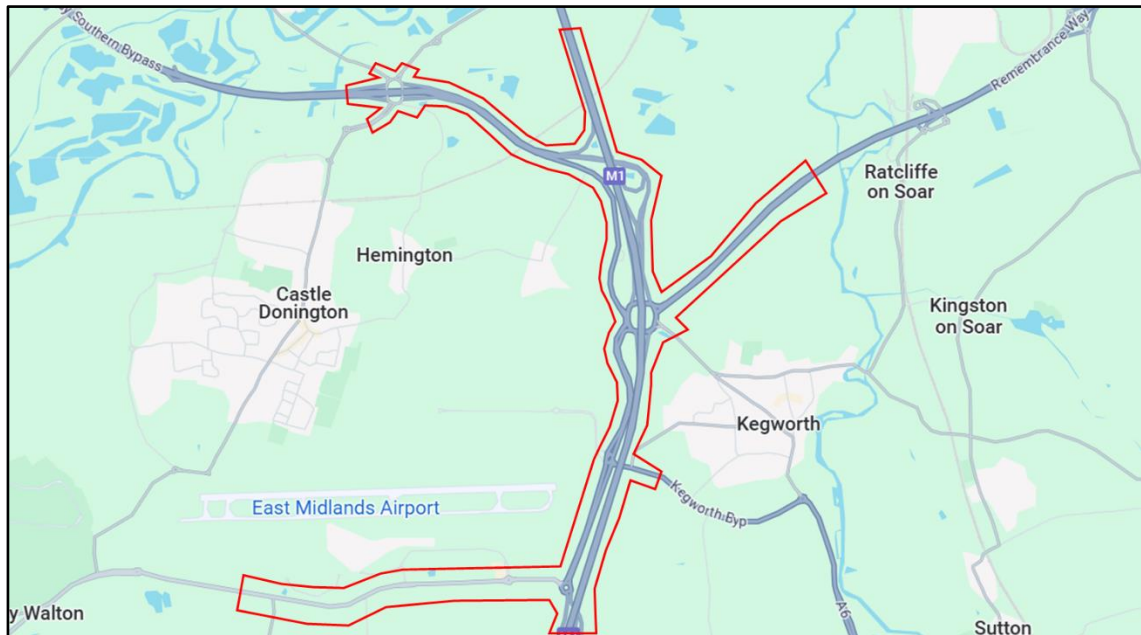 y Southern Bypass
Remembrance Way
M1
Ratcliffe
on Soar
Hemington
Castle
Donington
Kingston
on Soar
Kegworth
East Midlands Airport
Kegworth Byp
A6
y Walton
Sutton